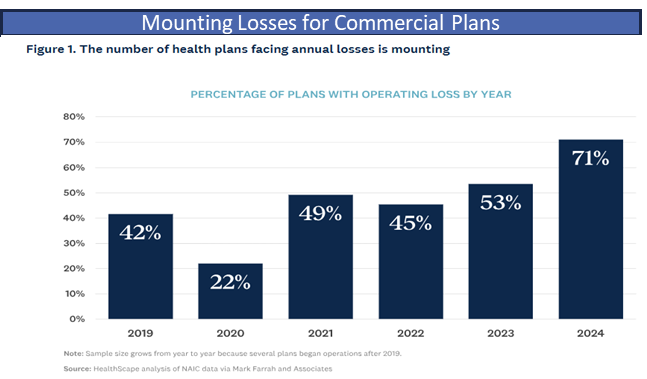 Mounting Losses for Commercial Plans
Figure 1. The number of health plans facing annual losses is mounting
PERCENTAGE OF PLANS WITH OPERATING LOSS BY YEAR
80%
70%
60%
50%
40%
30%
20%
10%
0%
42%
22%
49%
45%
53%
71%
2019 2020 2021 2022 2023 2024
Note: Sample size grows from year to year because several plans began operations after 2019.
Source: HealthScape analysis of NAIC data via Mark Farrah and Associates